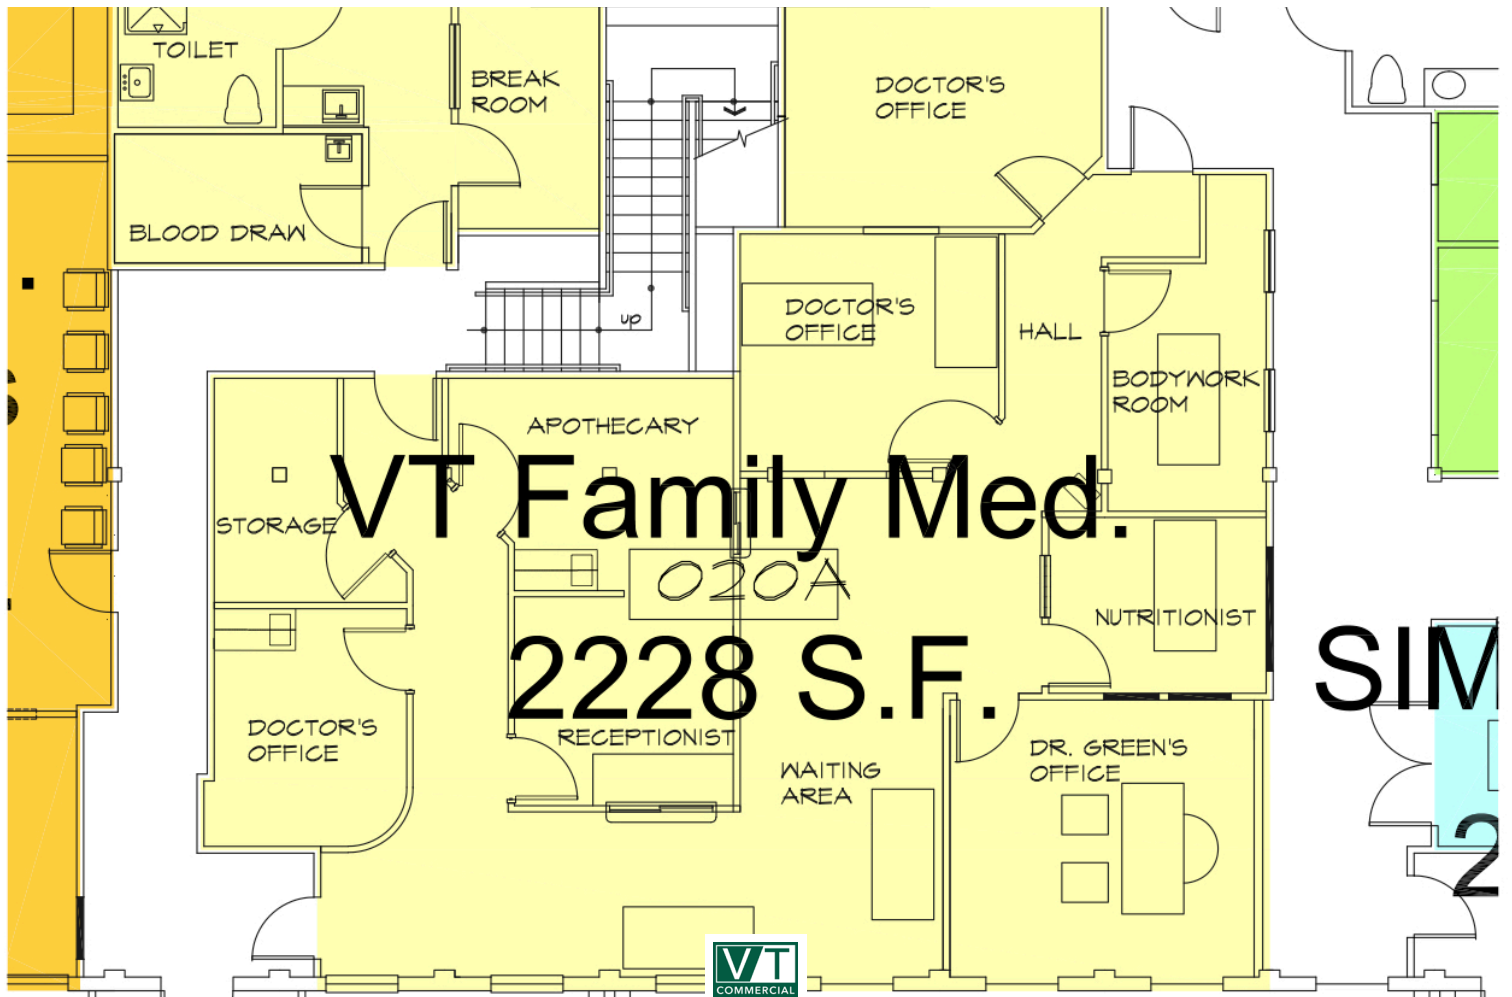 TOILET
BREAK
ROOM
DOCTOR'S
OFFICE
BLOOD DRAW
up
DOCTOR'S
OFFICE
HALL
BODYWORK
ROOM
APOTHECARY
VT Family Med.
STORAGE
020A
NUTRITIONIST
2228 S.F.
SIM
DOCTOR'S
OFFICE
RECEPTIONIST
WAITING
AREA
DR. GREEN'S
OFFICE
2
VT
COMMERCIAL